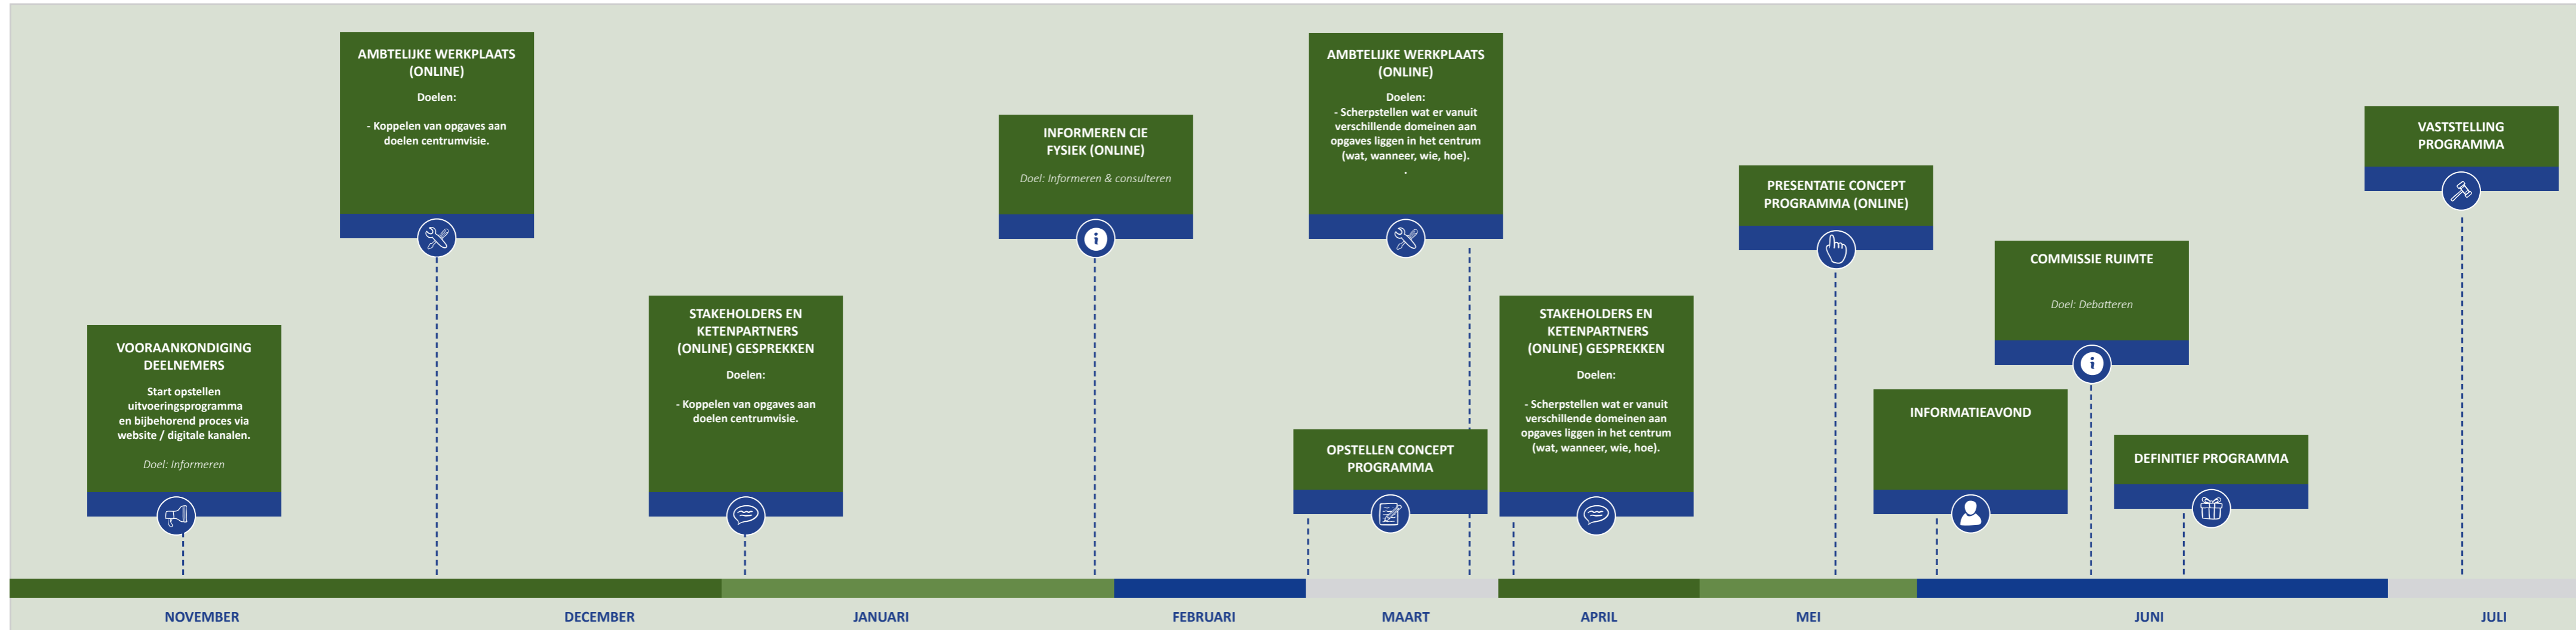 VOORAANKONDIGING
DEELNEMERS
Start opstellen
uitvoeringsprogramma
en bijbehorend proces via
website / digitale kanalen.
Doel: Informeren
AMBTELIJKE WERKPLAATS
(ONLINE)
Doelen:
- Koppelen van opgaves aan
doelen centrumvisie.
STAKEHOLDERS EN
KETENPARTNERS
(ONLINE) GESPREKKEN
Doelen:
- Koppelen van opgaves aan
doelen centrumvisie.
INFORMEREN CIE
FYSIEK (ONLINE)
Doel: Informeren & consulteren
AMBTELIJKE WERKPLAATS
(ONLINE)
Doelen:
- Scherpstellen wat er vanuit
verschillende domeinen aan
opgaves liggen in het centrum
(wat, wanneer, wie, hoe).
.
OPSTELLEN CONCEPT
PROGRAMMA
STAKEHOLDERS EN
KETENPARTNERS
(ONLINE) GESPREKKEN
Doelen:
- Scherpstellen wat er vanuit
verschillende domeinen aan
opgaves liggen in het centrum
(wat, wanneer, wie, hoe).
PRESENTATIE CONCEPT
PROGRAMMA (ONLINE)
INFORMATIEAVOND
COMMISSIE RUIMTE
Doel: Debatteren
DEFINITIEF PROGRAMMA
VASTSTELLING
PROGRAMMA
NOVEMBER
DECEMBER
JANUARI
FEBRUARI
MAART
APRIL
MEI
JUNI
JULI